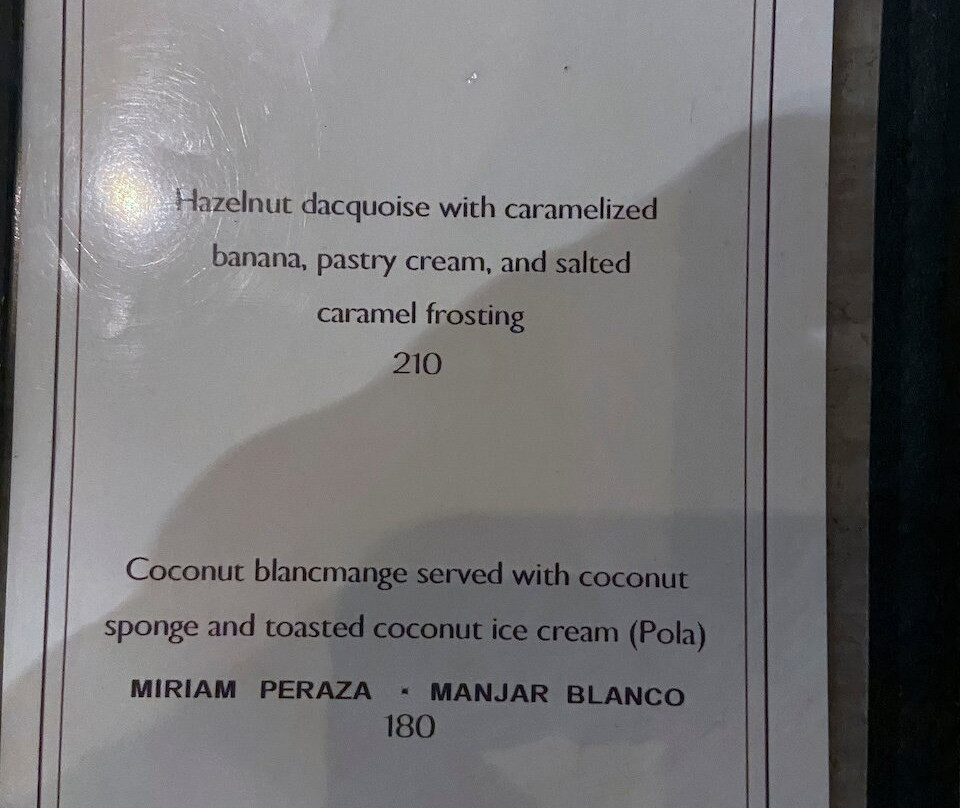 Hazelnut dacquoise with caramelized
banana, pastry cream, and salted
caramel frosting
210
Coconut blancmange served with coconut
sponge and toasted coconut ice cream (Pola)
MIRIAM PERAZA · MANJAR BLANCO
180